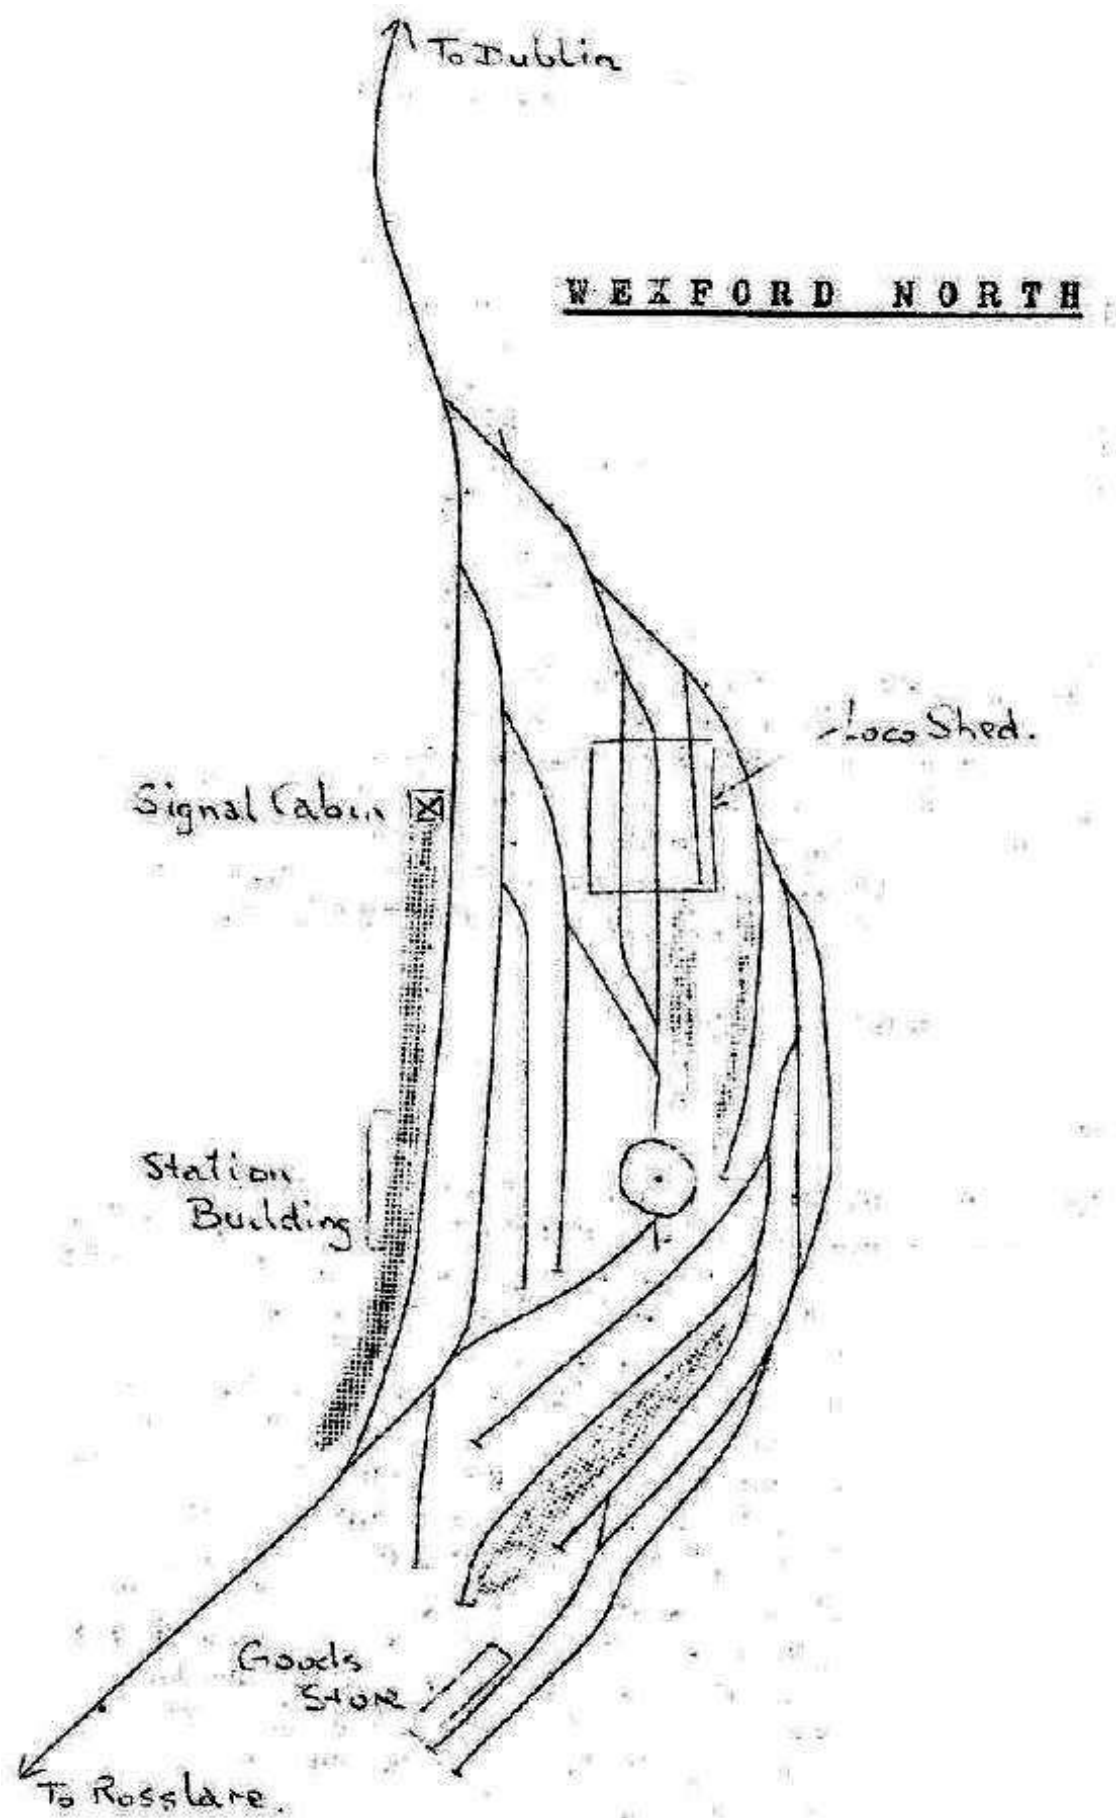 To Dublin
WEXFORD NORTH
Loco Shed.
Signal Cabin
Station
Building
Goods
Store
To Rosslare.